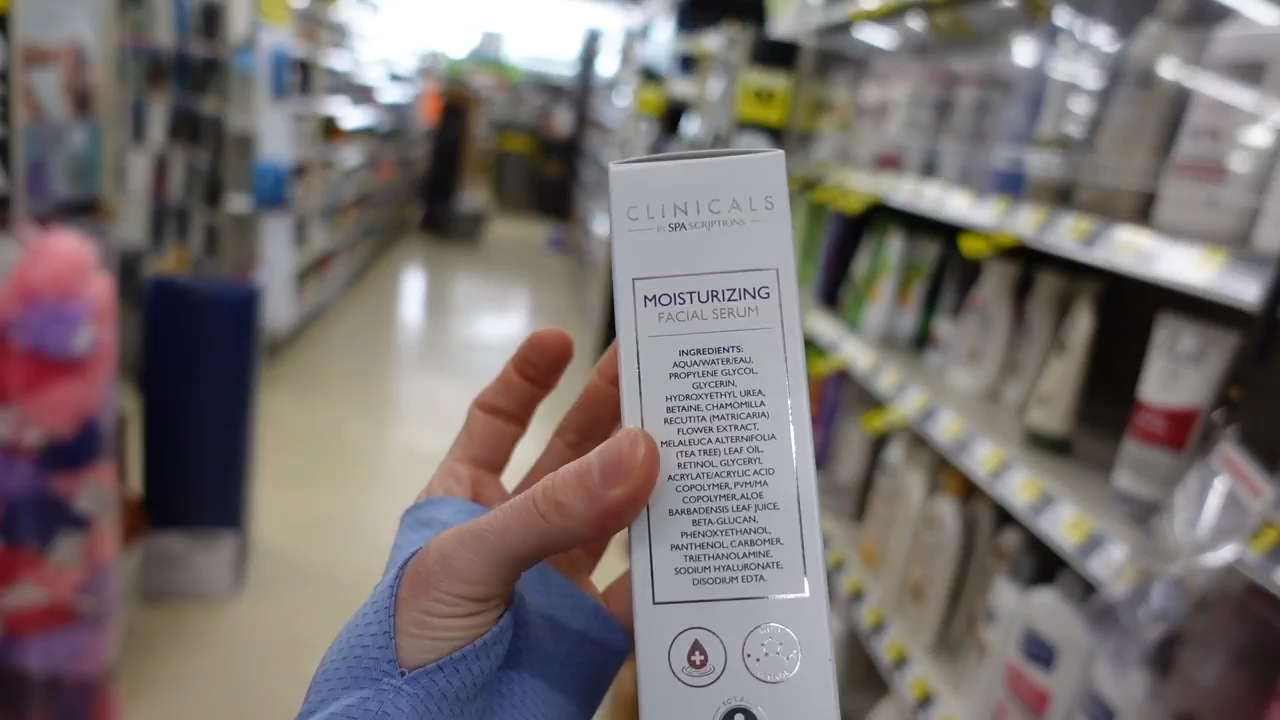 CLINICALS
BY SPASCRIPTIONS
MOISTURIZING
FACIAL SERUM
INGREDIENTS:
AQUA/WATER/EAU,
PROPYLENE GLYCOL,
GLYCERIN,
HYDROXYETHYL UREA,
BETAINE, CHAMOMILLA
RECUTITA (MATRICARIA)
FLOWER EXTRACT,
MELALEUCA ALTERNIFOLIA
(TEA TREE) LEAF OIL,
RETINOL, GLYCERYL
ACRYLATE/ACRYLIC ACID
COPOLYMER, PVM/MA
COPOLYMER, ALOE
BARBADENSIS LEAF JUICE,
BETA-GLUCAN,
PHENOXYETHANOL,
PANTHENOL, CARBOMER,
TRIETHANOLAMINE,
SODIUM HYALURONATE,
DISODIUM EDTA.